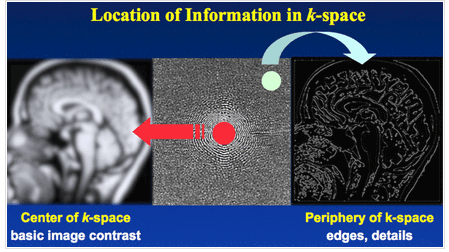 Location of Information in k-space
Center of k-space
basic image contrast
Periphery of k-space
edges, details